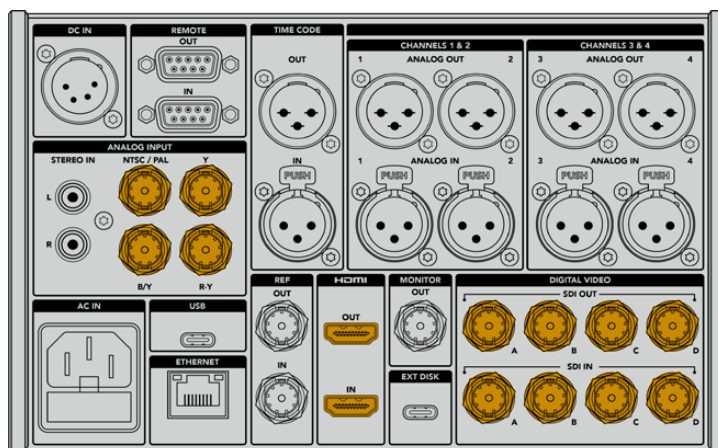 DC IN
REMOTE
OUT
IN
TIME CODE
OUT
IN
CHANNELS 1 & 2
1 ANALOG OUT 2
1 ANALOG IN 2
PUSH PUSH PUSH
CHANNELS 3 & 4
3 ANALOG OUT 4
3 ANALOG IN 4
PUSH PUSH
ANALOG INPUT
STEREO IN NTSC / PAL Y
L
R
B/Y R-Y
AC IN
USB
ETHERNET
REF
OUT
IN
HDMI
OUT
IN
MONITOR
OUT
EXT DISK
DIGITAL VIDEO
SDI OUT
A B C D
SDI IN
A B C D